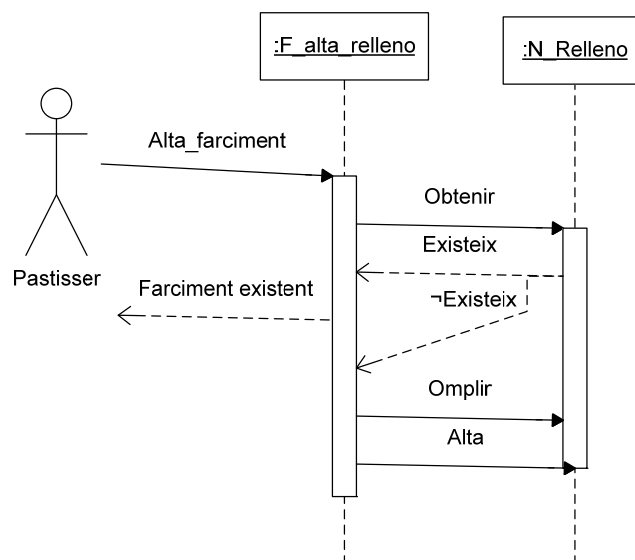 :F_alta_relleno
:N_Relleno
Alta_farciment
Obtenir
Existeix
Pastisser
Farciment existent
¬Existeix
Omplir
Alta